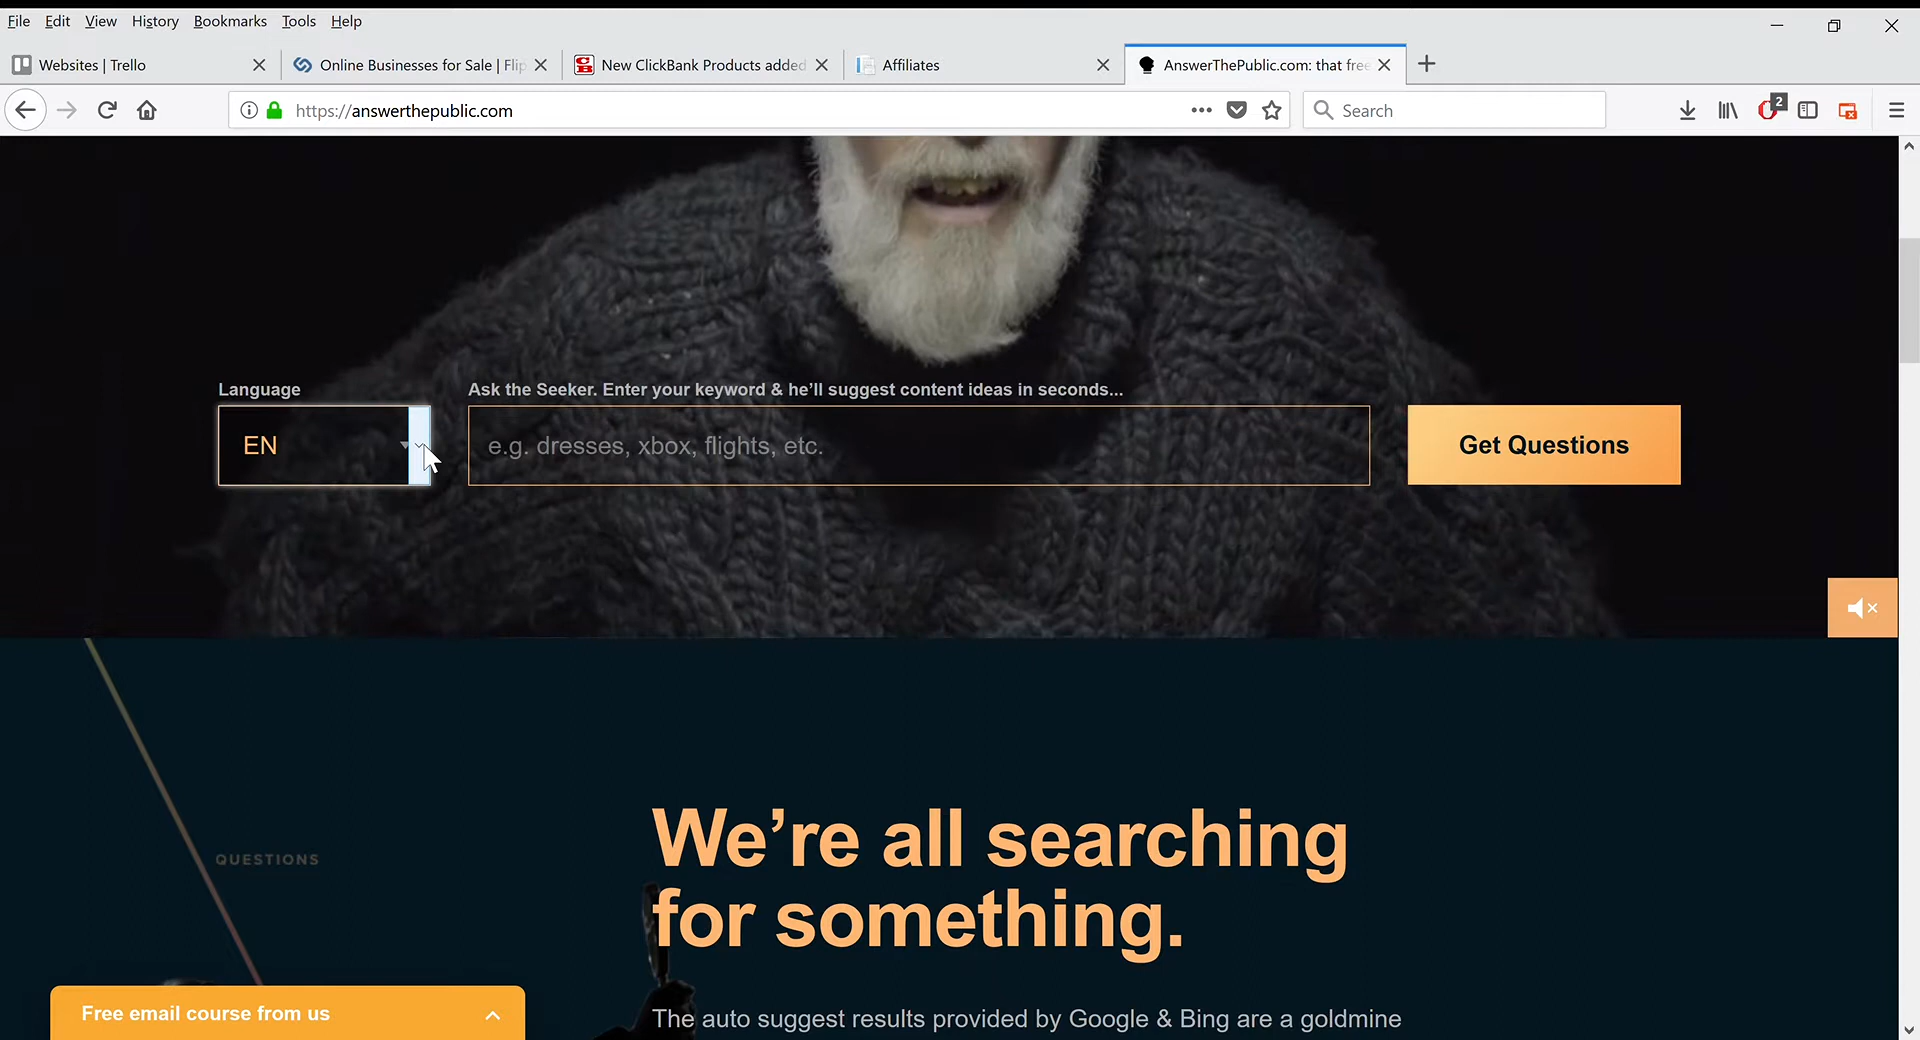 File Edit View History Bookmarks Tools Help
Websites | Trello
Online Businesses for Sale | Flip
New ClickBank Products added
Affiliates
AnswerThePublic.com: that free
https://answerthepublic.com
Search
2
Language
Ask the Seeker. Enter your keyword & he'll suggest content ideas in seconds...
EN
e.g. dresses, xbox, flights, etc.
Get Questions
QUESTIONS
We're all searching
for something.
The auto suggest results provided by Google & Bing are a goldmine
Free email course from us